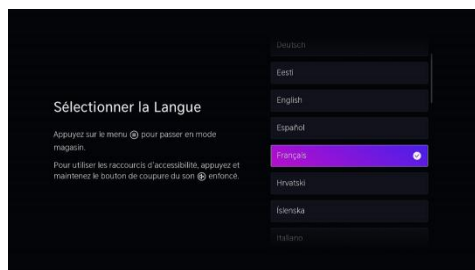 Sélectionner la Langue
Appuyez sur le menu pour passer en mode
magasin.
Pour utiliser les raccourcis d'accessibilité, appuyez et
maintenez le bouton de coupure du son enfoncé.
Deutsch
Eesti
English
Español
Français
Hrvatski
Íslenska
Italiano